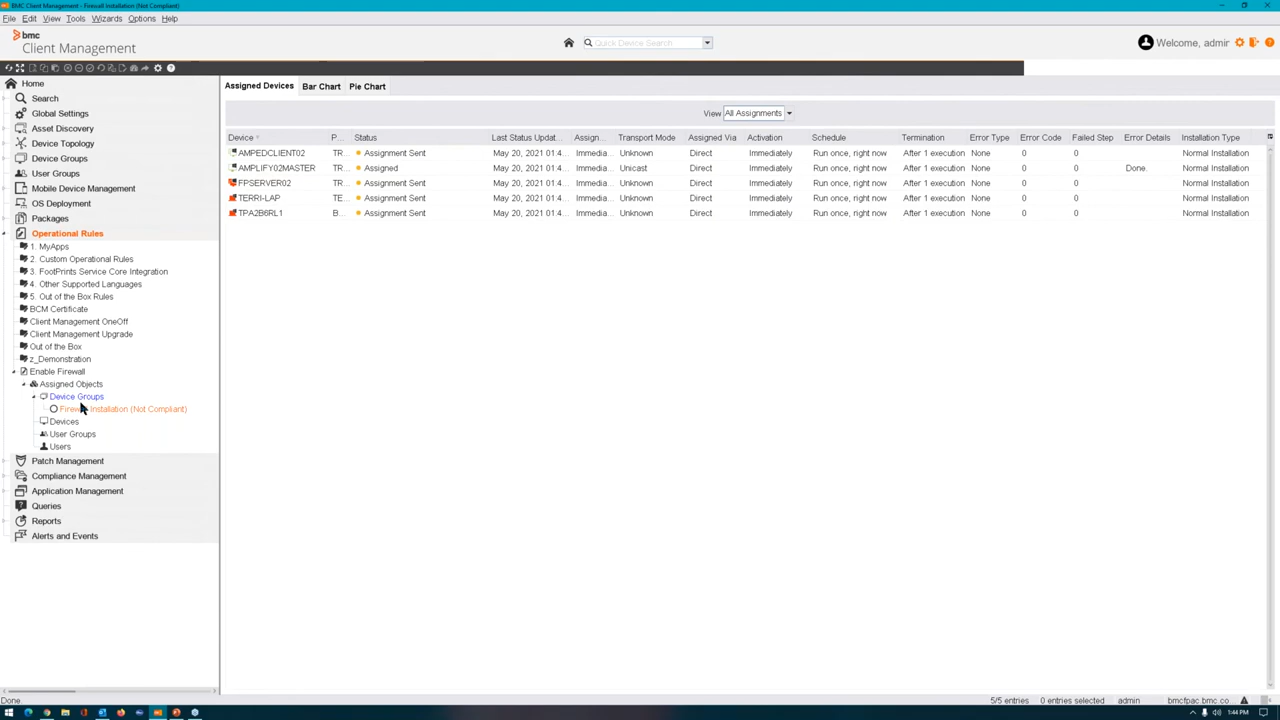 BMC Client Management - Firewall Installation (Not Compliant)
File Edit View Tools Wizards Options Help
bmc
Client Management
Quick Device Search
Welcome, admir
Home
Search
Global Settings
Asset Discovery
Device Topology
Device Groups
User Groups
Mobile Device Management
OS Deployment
Packages
Operational Rules
1. MyApps
2. Custom Operational Rules
3. FootPrints Service Core Integration
4. Other Supported Languages
5. Out of the Box Rules
BCM Certificate
Client Management OneOff
Client Management Upgrade
Out of the Box
z_Demonstration
Enable Firewall
Assigned Objects
Device Groups
Installation (Not Compliant)
Devices
User Groups
Users
Patch Management
Compliance Management
Application Management
Queries
Reports
Alerts and Events
Assigned Devices Bar Chart Pie Chart
View All Assignments
Device P... Status Last Status Updat... Assign... Transport Mode Assigned Via Activation Schedule Termination Error Type Error Code Failed Step Error Details Installation Type
AMPEDCLIENT02 TR... Assignment Sent May 20, 2021 01:4... Immedia... Unknown Direct Immediately Run once, right now After 1 execution None 0 0 Normal Installation
AMPLIFY02MASTER TR... Assigned May 20, 2021 01:4... Immedia... Unicast Direct Immediately Run once, right now After 1 execution None 0 0 Done. Normal Installation
FPSERVER02 TR... Assignment Sent May 20, 2021 01:4... Immedia... Unknown Direct Immediately Run once, right now After 1 execution None 0 0 Normal Installation
TERRI-LAP TE... Assignment Sent May 20, 2021 01:4... Immedia... Unknown Direct Immediately Run once, right now After 1 execution None 0 0 Normal Installation
TPA2B6RL1 B... Assignment Sent May 20, 2021 01:4... Immedia... Unknown Direct Immediately Run once, right now After 1 execution None 0 0 Normal Installation
Done. 5/5 entries 0 entries selected admin bmcfpac.bmc.co
1:44 PM